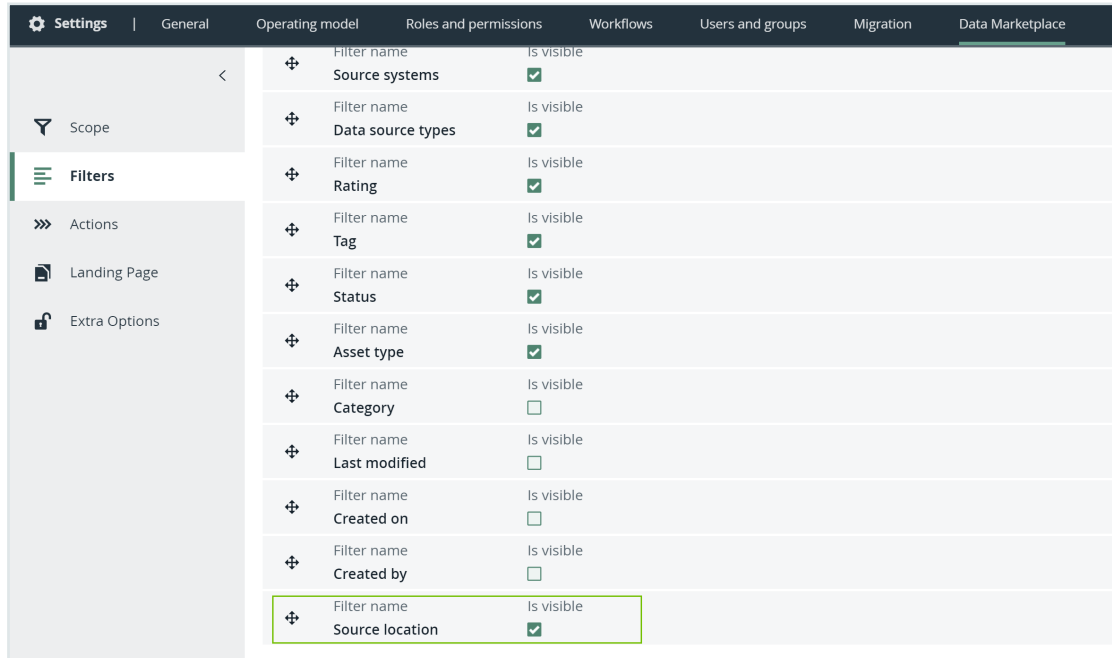 Settings | General Operating model Roles and permissions Workflows Users and groups Migration Data Marketplace
Scope
Filters
Actions
Landing Page
Extra Options
Filter name Is visible
Source systems
Filter name Is visible
Data source types
Filter name Is visible
Rating
Filter name Is visible
Tag
Filter name Is visible
Status
Filter name Is visible
Asset type
Filter name Is visible
Category
Filter name Is visible
Last modified
Filter name Is visible
Created on
Filter name Is visible
Created by
Filter name Is visible
Source location